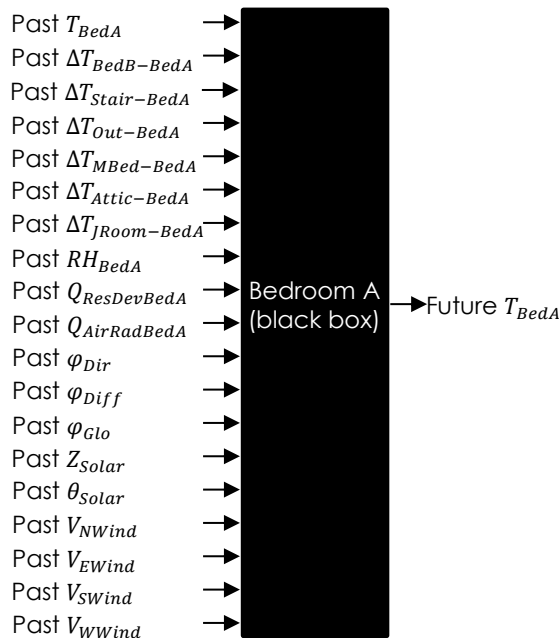 Past T_BedA
Past ΔT_BedB−BedA
Past ΔT_Stair−BedA
Past ΔT_Out−BedA
Past ΔT_MBed−BedA
Past ΔT_Attic−BedA
Past ΔT_JRoom−BedA
Past RH_BedA
Past Q_ResDevBedA
Past Q_AirRadBedA
Past φ_Dir
Past φ_Diff
Past φ_Glo
Past Z_Solar
Past θ_Solar
Past V_NWind
Past V_EWind
Past V_SWind
Past V_WWind
Bedroom A
(black box)
Future T_BedA